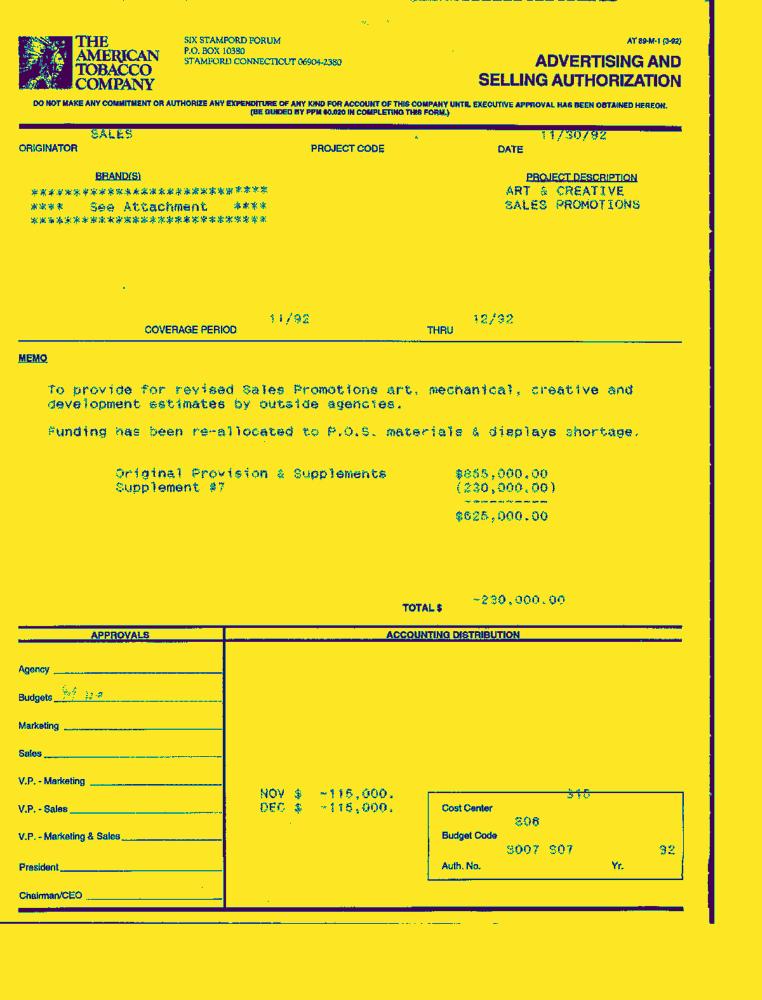 THE
AMERICAN
TOBACCO
COMPANY
SIX STAMFORD FORUM
P.O. BOX 10380
STAMFORD CONNECTICUT 06904-2380
AT 89-M-1 (3-92)
ADVERTISING AND
SELLING AUTHORIZATION
DO NOT MAKE ANY COMMITMENT OR AUTHORIZE ANY EXPENDITURE OF ANY KIND FOR ACCOUNT OF THIS COMPANY UNTIL EXECUTIVE APPROVAL HAS BEEN OBTAINED HEREON.
(BE GUIDED BY PPM 60.020 IN COMPLETING THIS FORM.)
SALES 11/30/92
ORIGINATOR PROJECT CODE DATE
BRAND(S) PROJECT DESCRIPTION
**************************** ART & CREATIVE
**** See Attachment **** SALES PROMOTIONS
****************************
11/92 12/92
COVERAGE PERIOD THRU
MEMO
To provide for revised Sales Promotions art, mechanical, creative and
development estimates by outside agencies.
Funding has been re-allocated to P.O.S. materials & displays shortage.
Original Provision & Supplements $855,000.00
Supplement #7 (230,000.00)
----------
$625,000.00
TOTAL $ -230,000.00
APPROVALS ACCOUNTING DISTRIBUTION
Agency
Budgets
Marketing
Sales
V.P. - Marketing
NOV $ -115,000.
V.P. - Sales DEC $ -115,000.
V.P. - Marketing & Sales
President
Chairman/CEO
315
Cost Center
S06
Budget Code
S007 S07 92
Auth. No. Yr.